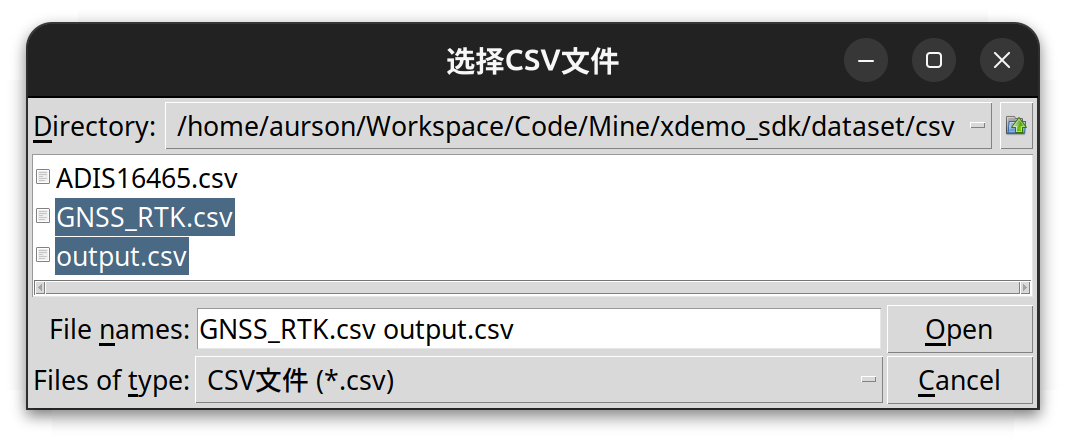 选择CSV文件
Directory: /home/aurson/Workspace/Code/Mine/xdemo_sdk/dataset/csv
ADIS16465.csv
GNSS_RTK.csv
output.csv
File names: GNSS_RTK.csv output.csv Open
Files of type: CSV文件 (*.csv) Cancel